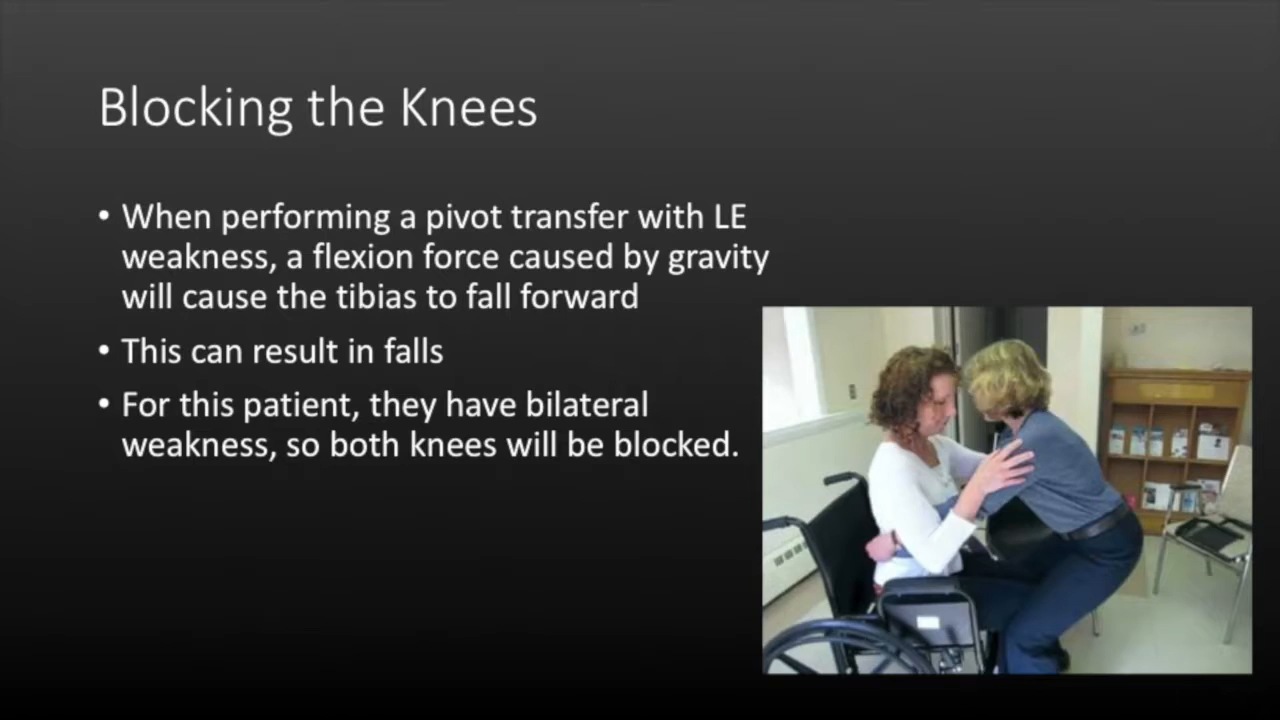 Blocking the Knees
• When performing a pivot transfer with LE
weakness, a flexion force caused by gravity
will cause the tibias to fall forward
• This can result in falls
• For this patient, they have bilateral
weakness, so both knees will be blocked.